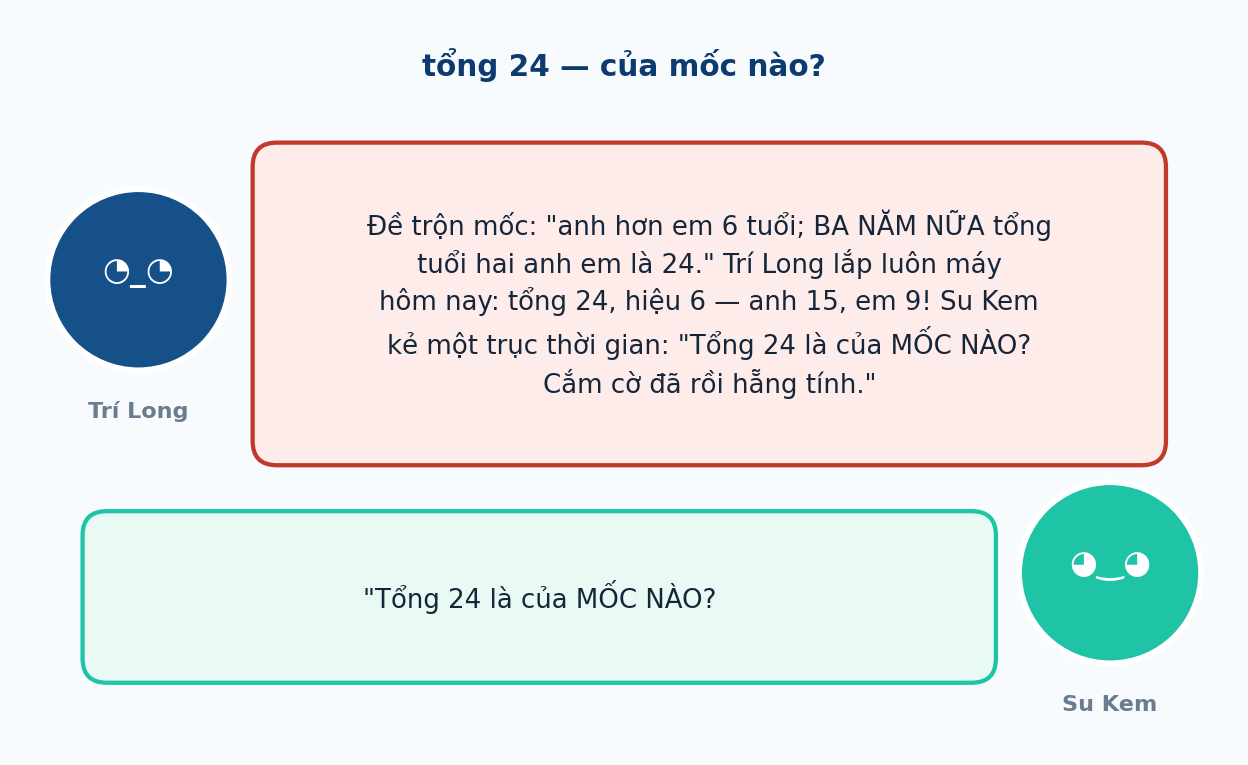 tổng 24 — của mốc nào?
Đề trộn mốc: "anh hơn em 6 tuổi; BA NĂM NỮA tổng
tuổi hai anh em là 24." Trí Long lắp luôn máy
hôm nay: tổng 24, hiệu 6 — anh 15, em 9! Su Kem
kẻ một trục thời gian: "Tổng 24 là của MỐC NÀO?
Cắm cờ đã rồi hẵng tính."
Trí Long
"Tổng 24 là của MỐC NÀO?
Su Kem